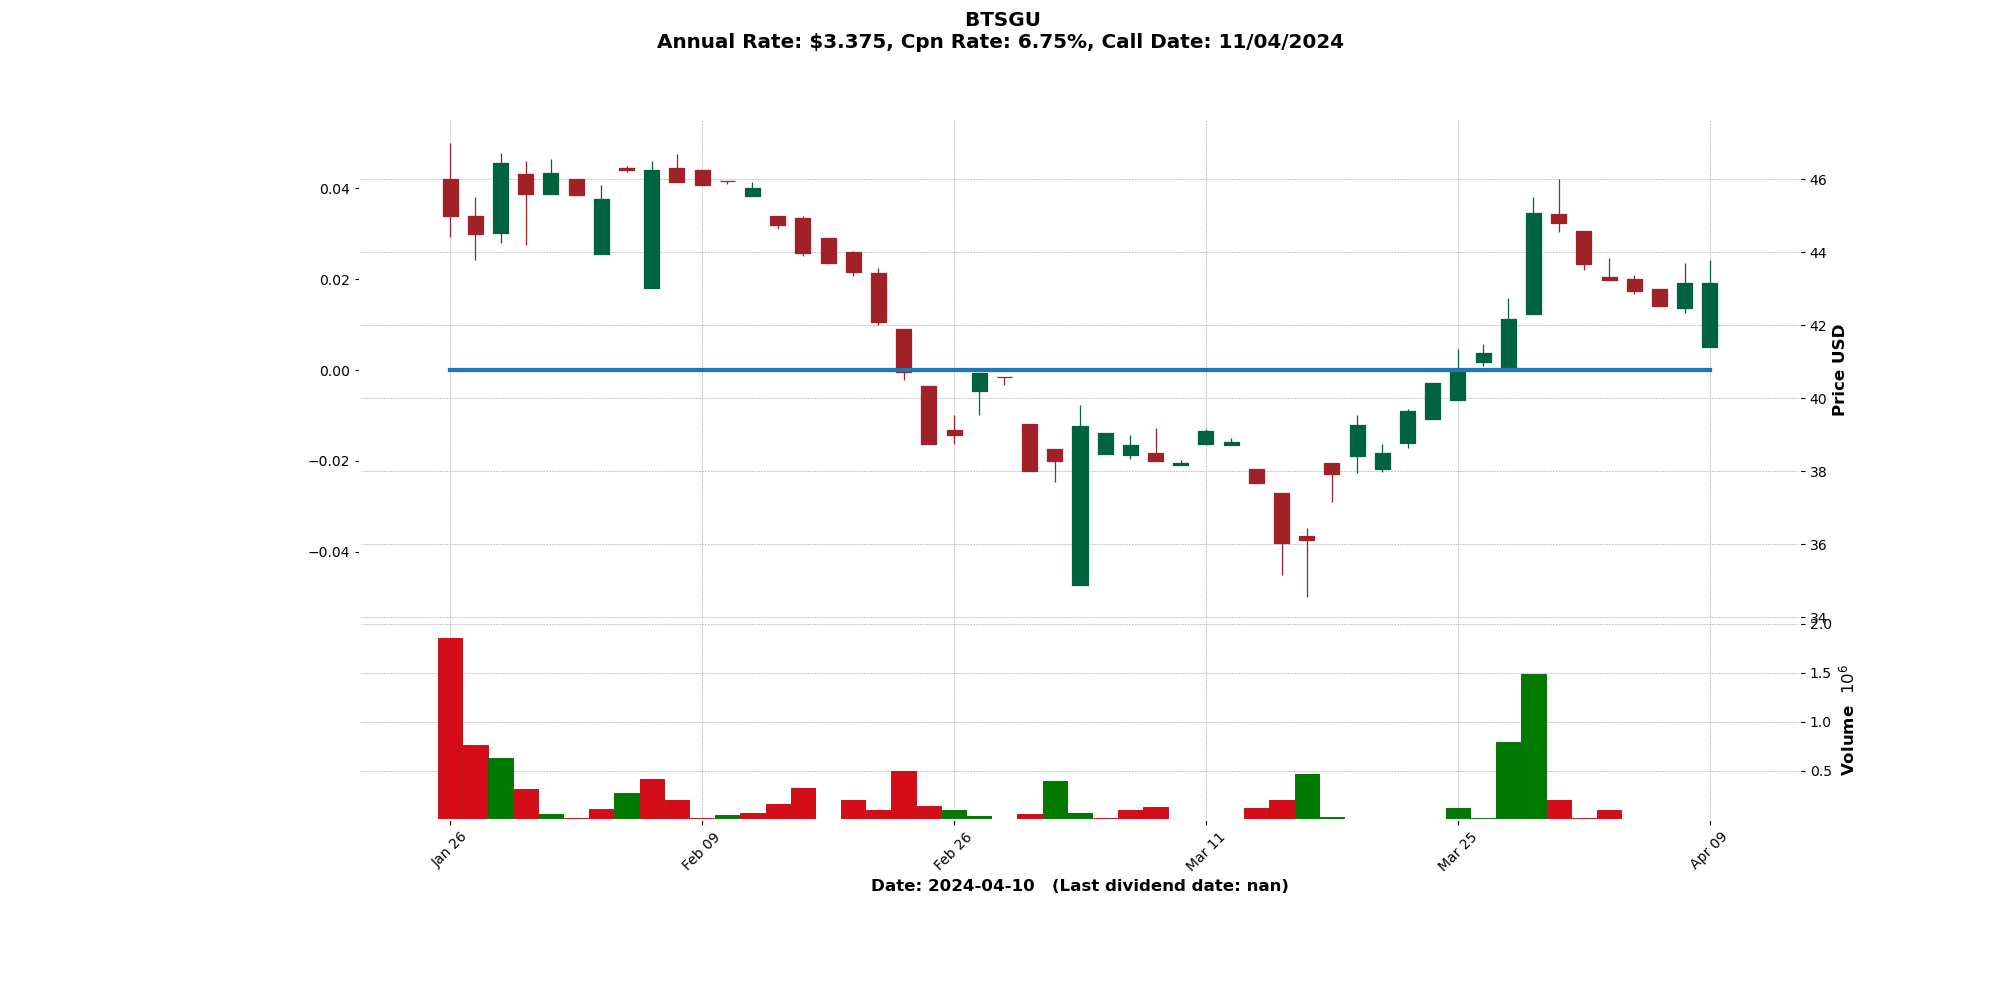 BTSGU
Annual Rate: $3.375, Cpn Rate: 6.75%, Call Date: 11/04/2024
0.04
0.02
0.00
−0.02
−0.04
46
44
42
40
38
36
34
Price USD
2.0
1.5
1.0
0.5
Volume 10^6
Jan 26
Feb 09
Feb 26
Mar 11
Mar 25
Apr 09
Date: 2024-04-10 (Last dividend date: nan)